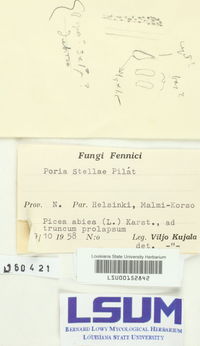 Fungi Fennici
Poria Stellae Pilát
Prov. N. Par. Helsinki, Malmi-Korso
Picea abies (L.) Karst., ad
truncum prolapsum
7/10 1958 N:o Leg. Viljo Kujala
det. -"-
Louisiana State University Herbarium
LSU00152842
LSUM
BERNARD LOWY MYCOLOGICAL HERBARIUM
LOUISIANA STATE UNIVERSITY